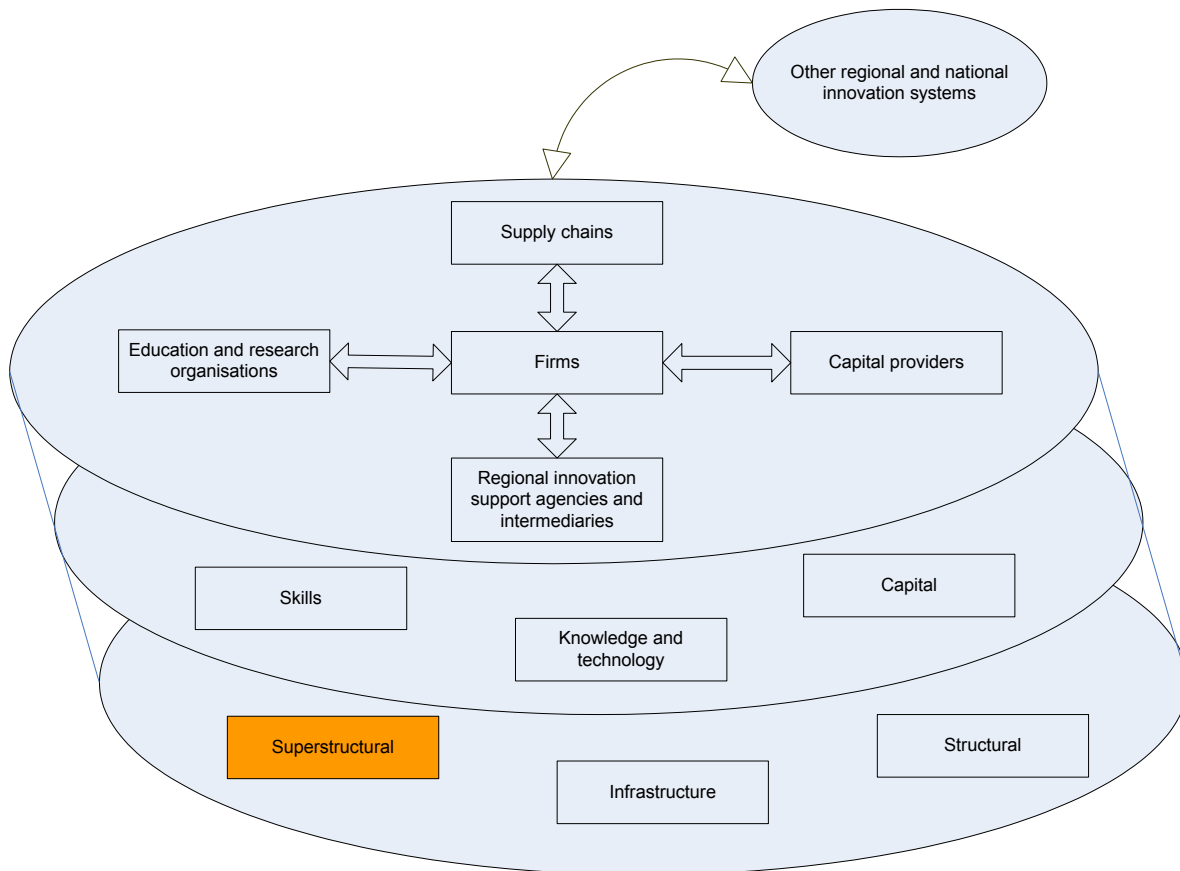 Other regional and national
innovation systems
Supply chains
Education and research
organisations
Firms
Capital providers
Regional innovation
support agencies and
intermediaries
Skills
Capital
Knowledge and
technology
Superstructural
Structural
Infrastructure